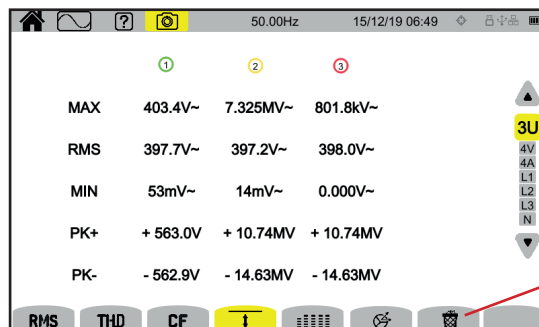 ? 50.00Hz 15/12/19 06:49
1 2 3
MAX 403.4V~ 7.325MV~ 801.8kV~
RMS 397.7V~ 397.2V~ 398.0V~
MIN 53mV~ 14mV~ 0.000V~
PK+ + 563.0V + 10.74MV + 10.74MV
PK- - 562.9V - 14.63MV - 14.63MV
3U
4V
4A
L1
L2
L3
N
RMS THD CF